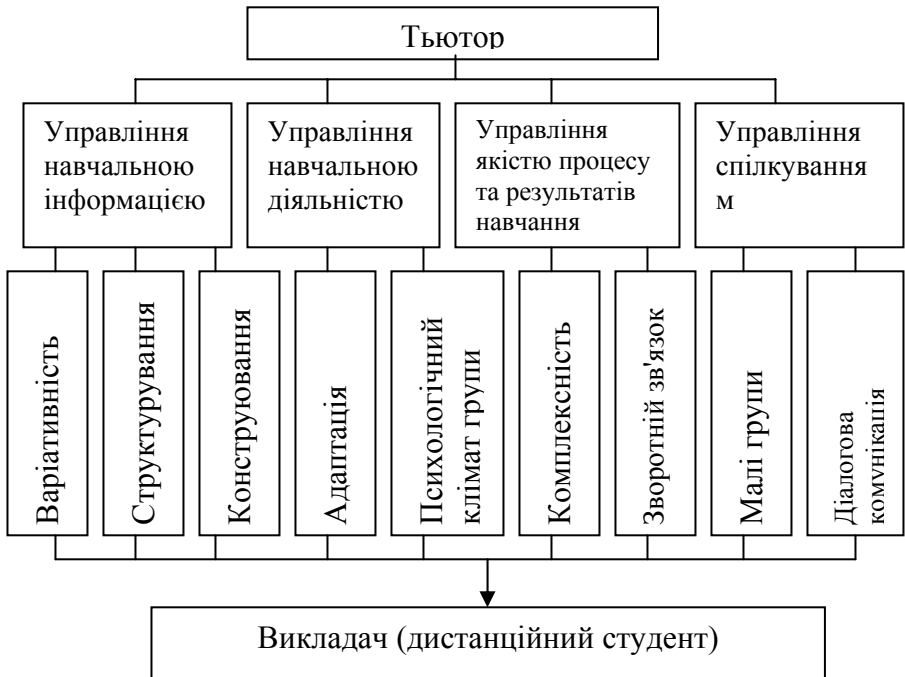 Тьютор
Управління
навчальною
інформацією
Управління
навчальною
діяльністю
Управління
якістю процесу
та результатів
навчання
Управління
спілкування
м
Варіативність
Структурування
Конструювання
Адаптація
Психологічний
клімат групи
Комплексність
Зворотній зв'язок
Малі групи
Діалогова
комунікація
Викладач (дистанційний студент)